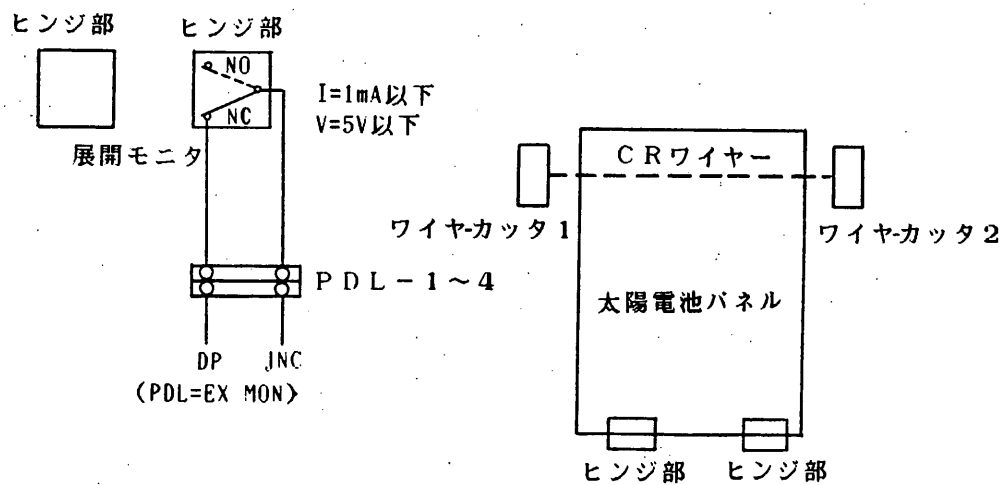 ヒンジ部
ヒンジ部
NO
NC
I=1mA以下
V=5V以下
展開モニタ
PDL-1~4
DP JNC
(PDL=EX MON)
CRワイヤー
ワイヤ-カッタ1
ワイヤ-カッタ2
太陽電池パネル
ヒンジ部 ヒンジ部